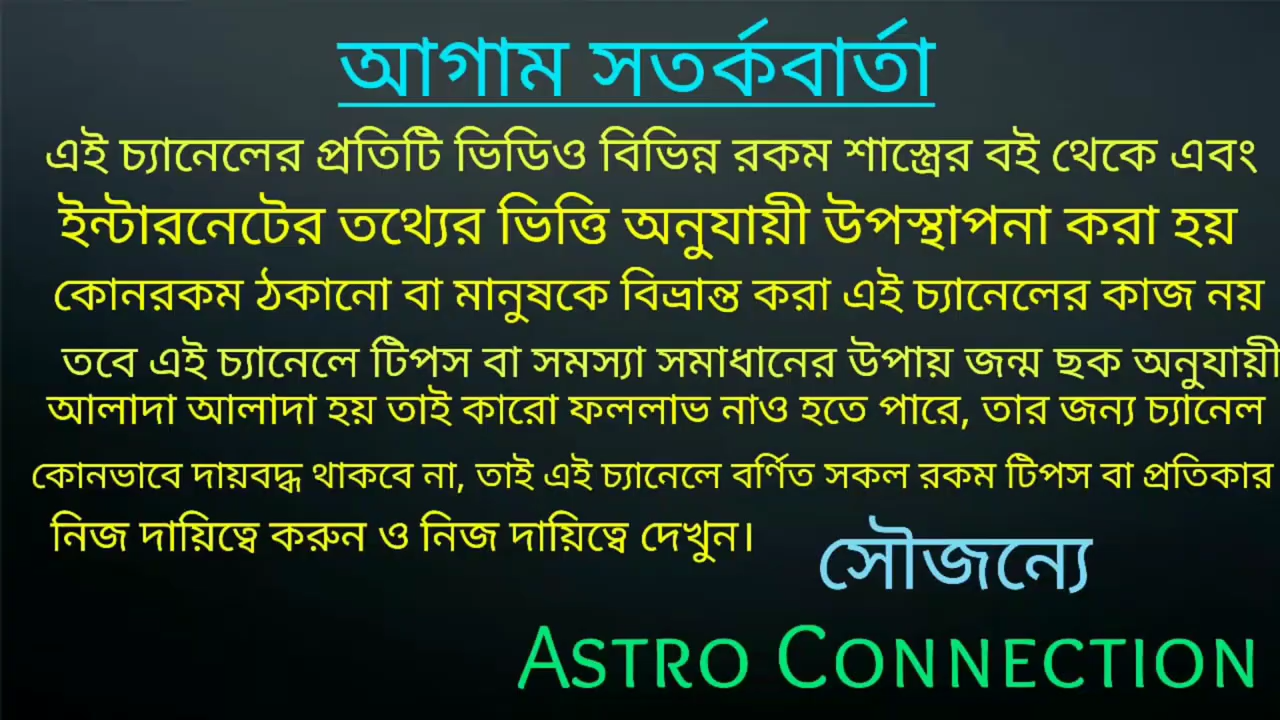 আগাম সতর্কবার্তা
এই চ্যানেলের প্রতিটি ভিডিও বিভিন্ন রকম শাস্ত্রের বই থেকে এবং
ইন্টারনেটের তথ্যের ভিত্তি অনুযায়ী উপস্থাপনা করা হয়
কোনরকম ঠকানো বা মানুষকে বিভ্রান্ত করা এই চ্যানেলের কাজ নয়
তবে এই চ্যানেলে টিপস বা সমস্যা সমাধানের উপায় জন্ম ছক অনুযায়ী
আলাদা আলাদা হয় তাই কারো ফললাভ নাও হতে পারে, তার জন্য চ্যানেল
কোনভাবে দায়বদ্ধ থাকবে না, তাই এই চ্যানেলে বর্ণিত সকল রকম টিপস বা প্রতিকার
নিজ দায়িত্বে করুন ও নিজ দায়িত্বে দেখুন।
সৌজন্যে
ASTRO CONNECTION